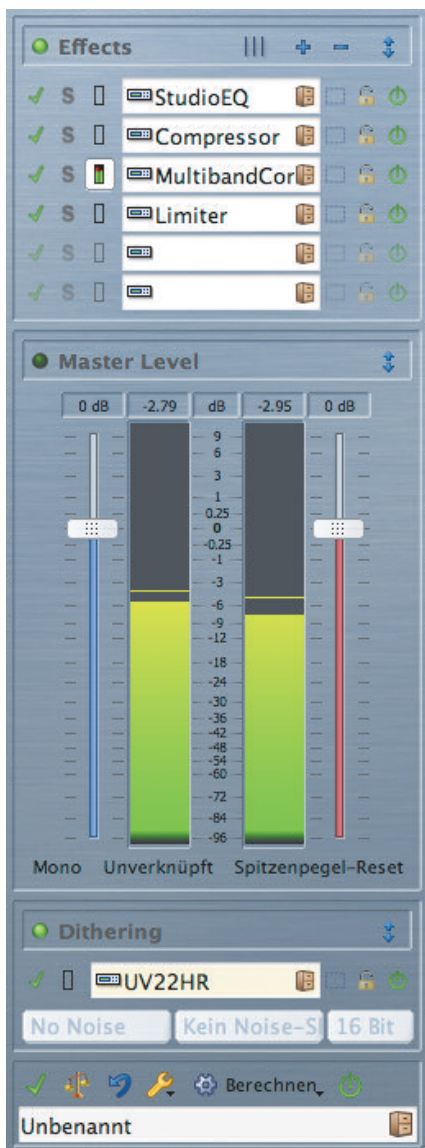 Effects
S StudioEQ
S Compressor
S MultibandCor
S Limiter
S
S
Master Level
0 dB -2.79 dB -2.95 0 dB
9
6
3
1
0.25
0
-0.25
-1
-3
-6
-9
-12
-18
-24
-30
-36
-42
-48
-54
-60
-72
-84
-96
Mono Unverknüpft Spitzenpegel-Reset
Dithering
UV22HR
No Noise Kein Noise-S 16 Bit
Berechnen
Unbenannt